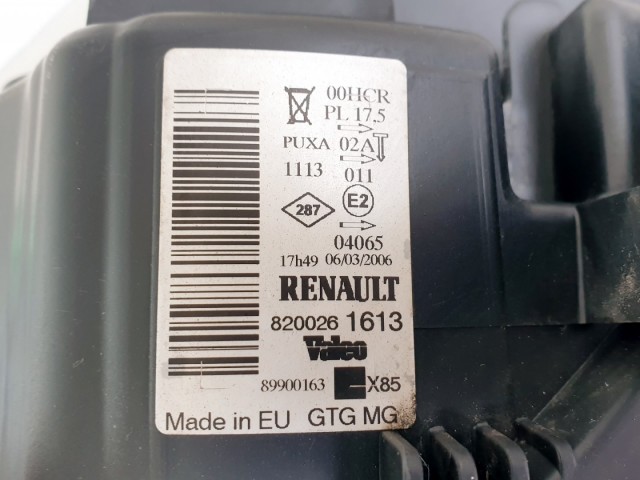 00HCR
PL 17,5
PUXA 02A
1113 011
287 E2
04065
17h49 06/03/2006
RENAULT
820026 1613
Valeo
89900163 X85
Made in EU GTG MG